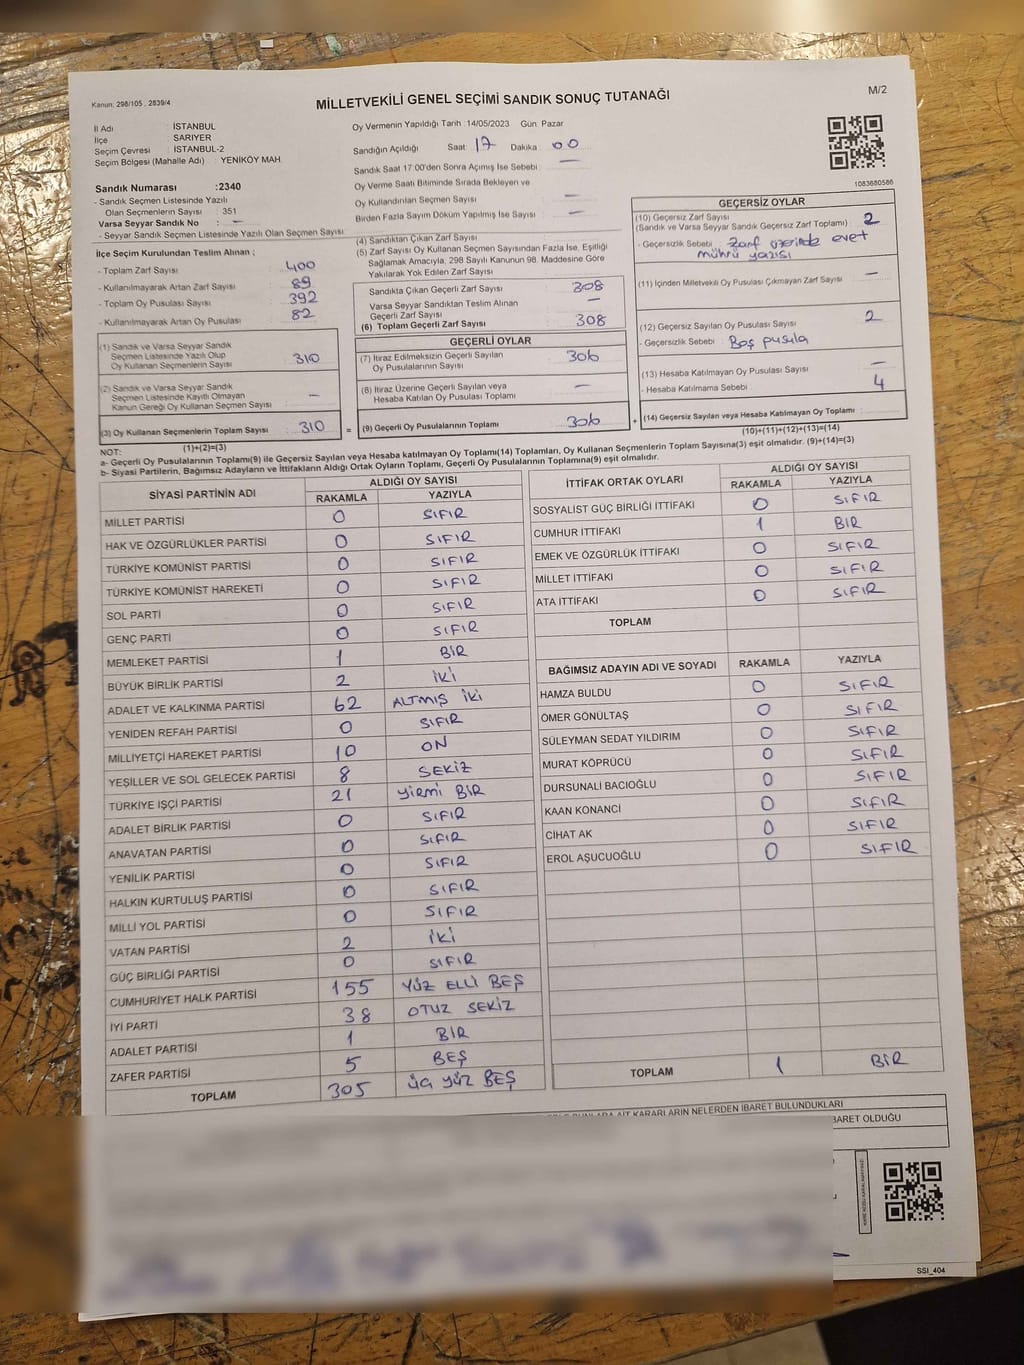 Kanun: 298/105 . 2839/4
MİLLETVEKİLİ GENEL SEÇİMİ SANDIK SONUÇ TUTANAĞI
M/2
İl Adı : İSTANBUL
İlçe : SARIYER
Seçim Çevresi : İSTANBUL-2
Seçim Bölgesi (Mahalle Adı) : YENİKÖY MAH.
Sandık Numarası :2340
- Sandık Seçmen Listesinde Yazılı
Olan Seçmenlerin Sayısı : 351
Varsa Seyyar Sandık No : –
- Seyyar Sandık Seçmen Listesinde Yazılı Olan Seçmen Sayısı:
İlçe Seçim Kurulundan Teslim Alınan ;
- Toplam Zarf Sayısı : 400
- Kullanılmayarak Artan Zarf Sayısı : 89
- Toplam Oy Pusulası Sayısı : 392
- Kullanılmayarak Artan Oy Pusulası : 82
Oy Vermenin Yapıldığı Tarih :14/05/2023 Gün: Pazar
Sandığın Açıldığı Saat : 17 Dakika : 00
Sandık Saat 17:00'den Sonra Açımış İse Sebebi : —
Oy Verme Saati Bitiminde Sırada Bekleyen ve
Oy Kullandırılan Seçmen Sayısı : —
Birden Fazla Sayım Döküm Yapılmış İse Sayısı : —
(4) Sandıktan Çıkan Zarf Sayısı
(5) Zarf Sayısı Oy Kullanan Seçmen Sayısından Fazla İse, Eşitliği
Sağlamak Amacıyla, 298 Sayılı Kanunun 98. Maddesine Göre
Yakılarak Yok Edilen Zarf Sayısı
Sandıkta Çıkan Geçerli Zarf Sayısı : 308
Varsa Seyyar Sandıktan Teslim Alınan
Geçerli Zarf Sayısı : —
(6) Toplam Geçerli Zarf Sayısı : 308
1083680586
GEÇERSİZ OYLAR
(10) Geçersiz Zarf Sayısı
(Sandık ve Varsa Seyyar Sandık Geçersiz Zarf Toplamı) : 2
- Geçersizlik Sebebi : Zarf üzerinde evet
mührü yazısı
(11) İçinden Milletvekili Oy Pusulası Çıkmayan Zarf Sayısı : —
(12) Geçersiz Sayılan Oy Pusulası Sayısı : 2
- Geçersizlik Sebebi : Boş pusula
(13) Hesaba Katılmayan Oy Pusulası Sayısı : —
- Hesaba Katılmama Sebebi :
(14) Geçersiz Sayılan veya Hesaba Katılmayan Oy Toplamı : 4
(10)+(11)+(12)+(13)=(14)
(1) Sandık ve Varsa Seyyar Sandık
Seçmen Listesinde Yazılı Olup
Oy Kullanan Seçmenlerin Sayısı : 310
(2) Sandık ve Varsa Seyyar Sandık
Seçmen Listesinde Kayıtlı Olmayan
Kanun Gereği Oy Kullanan Seçmen Sayısı : –
(3) Oy Kullanan Seçmenlerin Toplam Sayısı : 310 =
(1)+(2)=(3)
GEÇERLİ OYLAR
(7) İtiraz Edilmeksizin Geçerli Sayılan
Oy Pusulalarının Sayısı : 306
(8) İtiraz Üzerine Geçerli Sayılan veya
Hesaba Katılan Oy Pusulası Toplamı : —
(9) Geçerli Oy Pusulalarının Toplamı : 306 +
NOT:
a- Geçerli Oy Pusulalarının Toplamı(9) ile Geçersiz Sayılan veya Hesaba katılmayan Oy Toplamı(14) Toplamları, Oy Kullanan Seçmenlerin Toplam Sayısına(3) eşit olmalıdır. (9)+(14)=(3)
b- Siyasi Partilerin, Bağımsız Adayların ve İttifakların Aldığı Ortak Oyların Toplamı, Geçerli Oy Pusulalarının Toplamına(9) eşit olmalıdır.
SİYASİ PARTİNİN ADI ALDIĞI OY SAYISI
RAKAMLA YAZIYLA
MİLLET PARTİSİ 0 SIFIR
HAK VE ÖZGÜRLÜKLER PARTİSİ 0 SIFIR
TÜRKİYE KOMÜNİST PARTİSİ 0 SIFIR
TÜRKİYE KOMÜNİST HAREKETİ 0 SIFIR
SOL PARTİ 0 SIFIR
GENÇ PARTİ 0 SIFIR
MEMLEKET PARTİSİ 1 BİR
BÜYÜK BİRLİK PARTİSİ 2 İKİ
ADALET VE KALKINMA PARTİSİ 62 ALTMIŞ İKİ
YENİDEN REFAH PARTİSİ 0 SIFIR
MİLLİYETÇİ HAREKET PARTİSİ 10 ON
YEŞİLLER VE SOL GELECEK PARTİSİ 8 SEKİZ
TÜRKİYE İŞÇİ PARTİSİ 21 YİRMİ BİR
ADALET BİRLİK PARTİSİ 0 SIFIR
ANAVATAN PARTİSİ 0 SIFIR
YENİLİK PARTİSİ 0 SIFIR
HALKIN KURTULUŞ PARTİSİ 0 SIFIR
MİLLİ YOL PARTİSİ 0 SIFIR
VATAN PARTİSİ 2 İKİ
GÜÇ BİRLİĞİ PARTİSİ 0 SIFIR
CUMHURİYET HALK PARTİSİ 155 YÜZ ELLİ BEŞ
İYİ PARTİ 38 OTUZ SEKİZ
ADALET PARTİSİ 1 BİR
ZAFER PARTİSİ 5 BEŞ
TOPLAM 305 üç yüz BEŞ
İTTİFAK ORTAK OYLARI ALDIĞI OY SAYISI
RAKAMLA YAZIYLA
SOSYALİST GÜÇ BİRLİĞİ İTTİFAKI 0 SIFIR
CUMHUR İTTİFAKI 1 BIR
EMEK VE ÖZGÜRLÜK İTTİFAKI 0 SIFIR
MİLLET İTTİFAKI 0 SIFIR
ATA İTTİFAKI 0 SIFIR
TOPLAM
BAĞIMSIZ ADAYIN ADI VE SOYADI RAKAMLA YAZIYLA
HAMZA BULDU 0 SIFIR
ÖMER GÖNÜLTAŞ 0 SIFIR
SÜLEYMAN SEDAT YILDIRIM 0 SIFIR
MURAT KÖPRÜCÜ 0 SIFIR
DURSUNALİ BACIOĞLU 0 SIFIR
KAAN KONANCİ 0 SIFIR
CİHAT AK 0 SIFIR
EROL AŞUCUOĞLU 0 SIFIR
TOPLAM 1 BİR
AİT KARARLARIN NELERDEN İBARET BULUNDUKLARI
BARET OLDUĞU
SSI_404